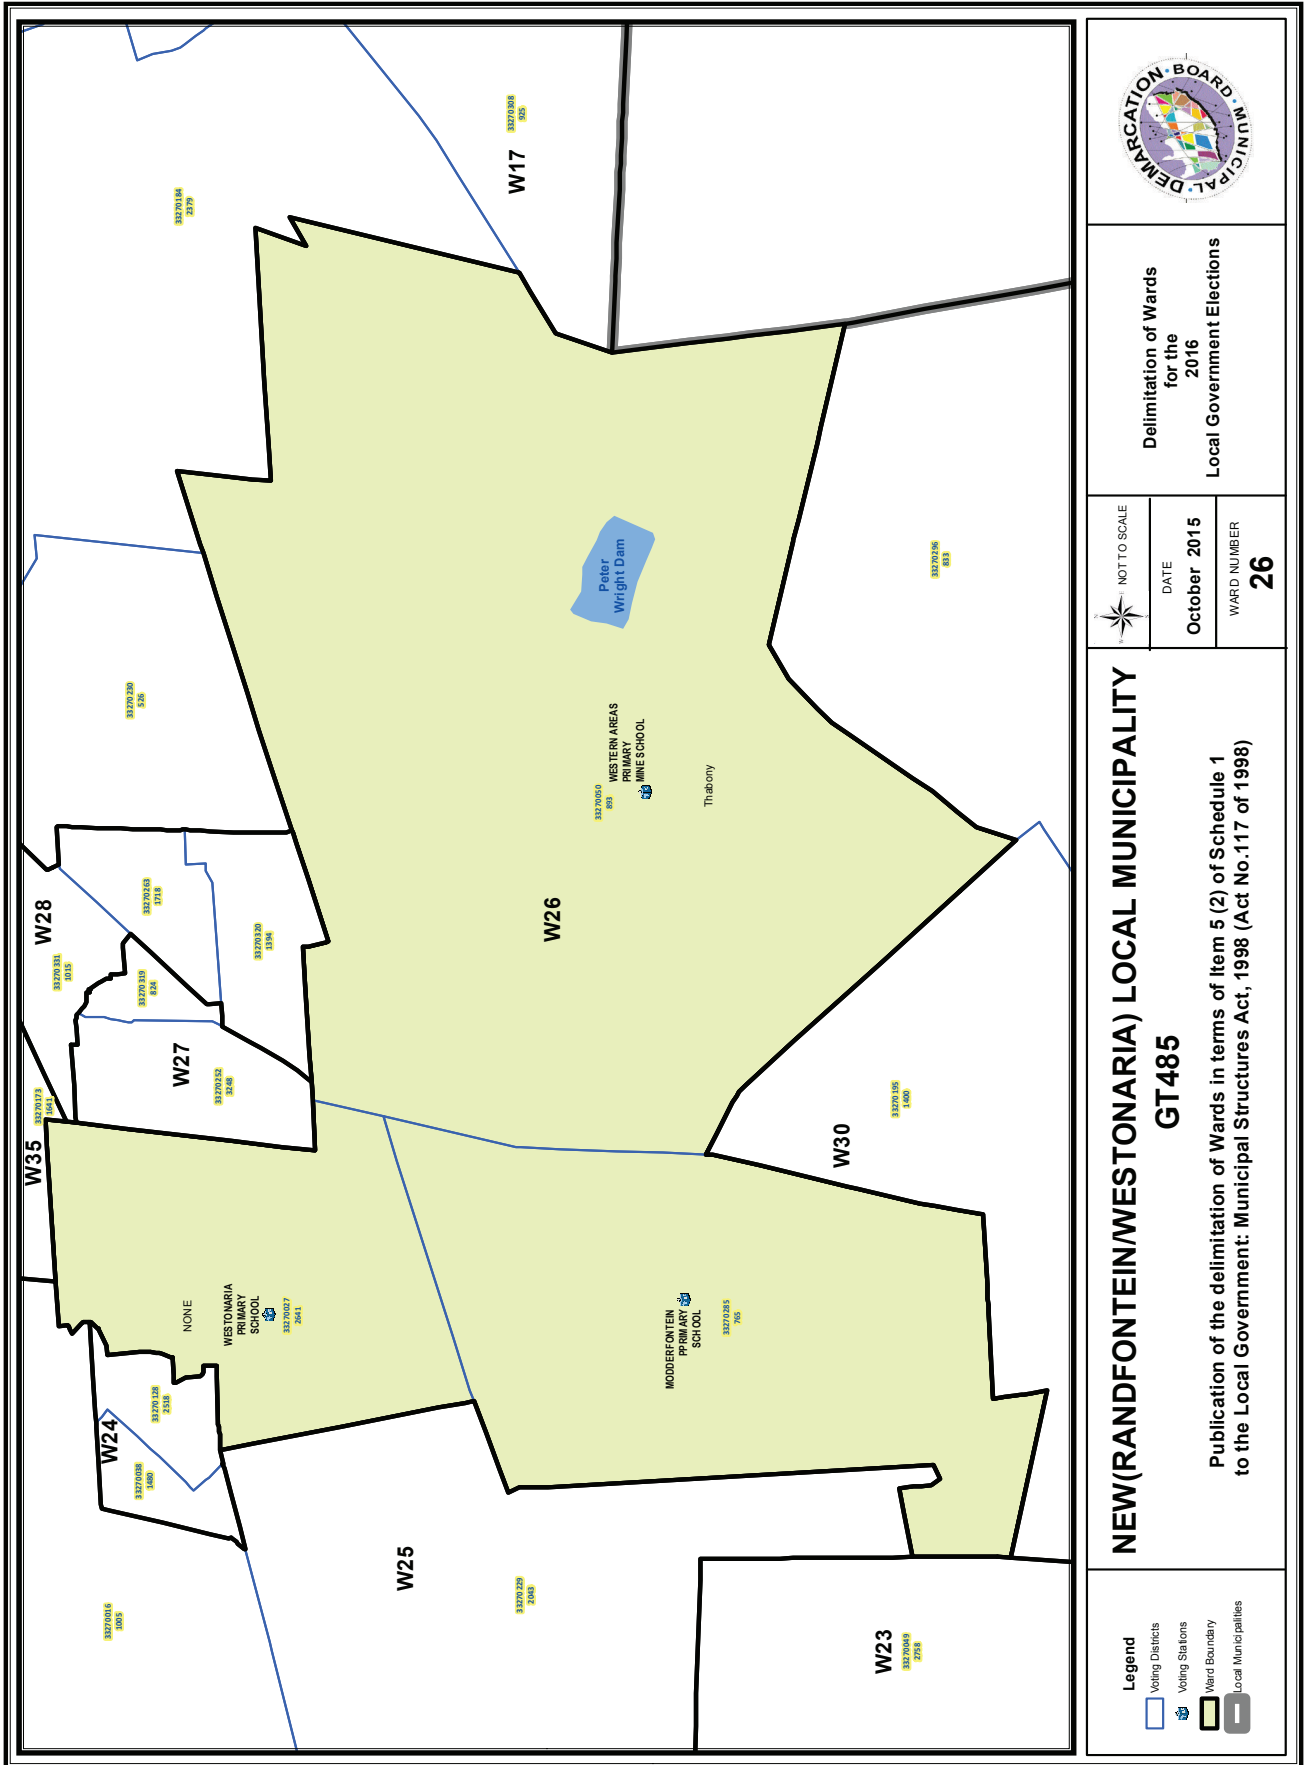 W35
33270173
1641
W28
33270331
1015
33270263
1718
33270319
824
33270320
1394
W27
33270252
3248
33270230
526
33270184
2379
W17
33270308
925
W24
33270128
2518
33270038
1480
33270016
1005
NONE
WESTONARIA
PRIMARY
SCHOOL
33270027
2641
W25
33270229
2043
W26
33270050
893
WESTERN AREAS
PRIMARY
MINE SCHOOL
Thabony
Peter
Wright Dam
MODDERFONTEIN
PPRIMARY
SCHOOL
33270285
765
W30
33270195
1400
33270296
833
W23
33270049
2758
Legend
Voting Districts
Voting Stations
Ward Boundary
Local Municipalities
NEW(RANDFONTEIN/WESTONARIA) LOCAL MUNICIPALITY
GT485
Publication of the delimitation of Wards in terms of Item 5 (2) of Schedule 1
to the Local Government: Municipal Structures Act, 1998 (Act No.117 of 1998)
N
W
E
S
NOT TO SCALE
DATE
October 2015
WARD NUMBER
26
Delimitation of Wards
for the
2016
Local Government Elections
MUNICIPAL · DEMARCATION · BOARD ·